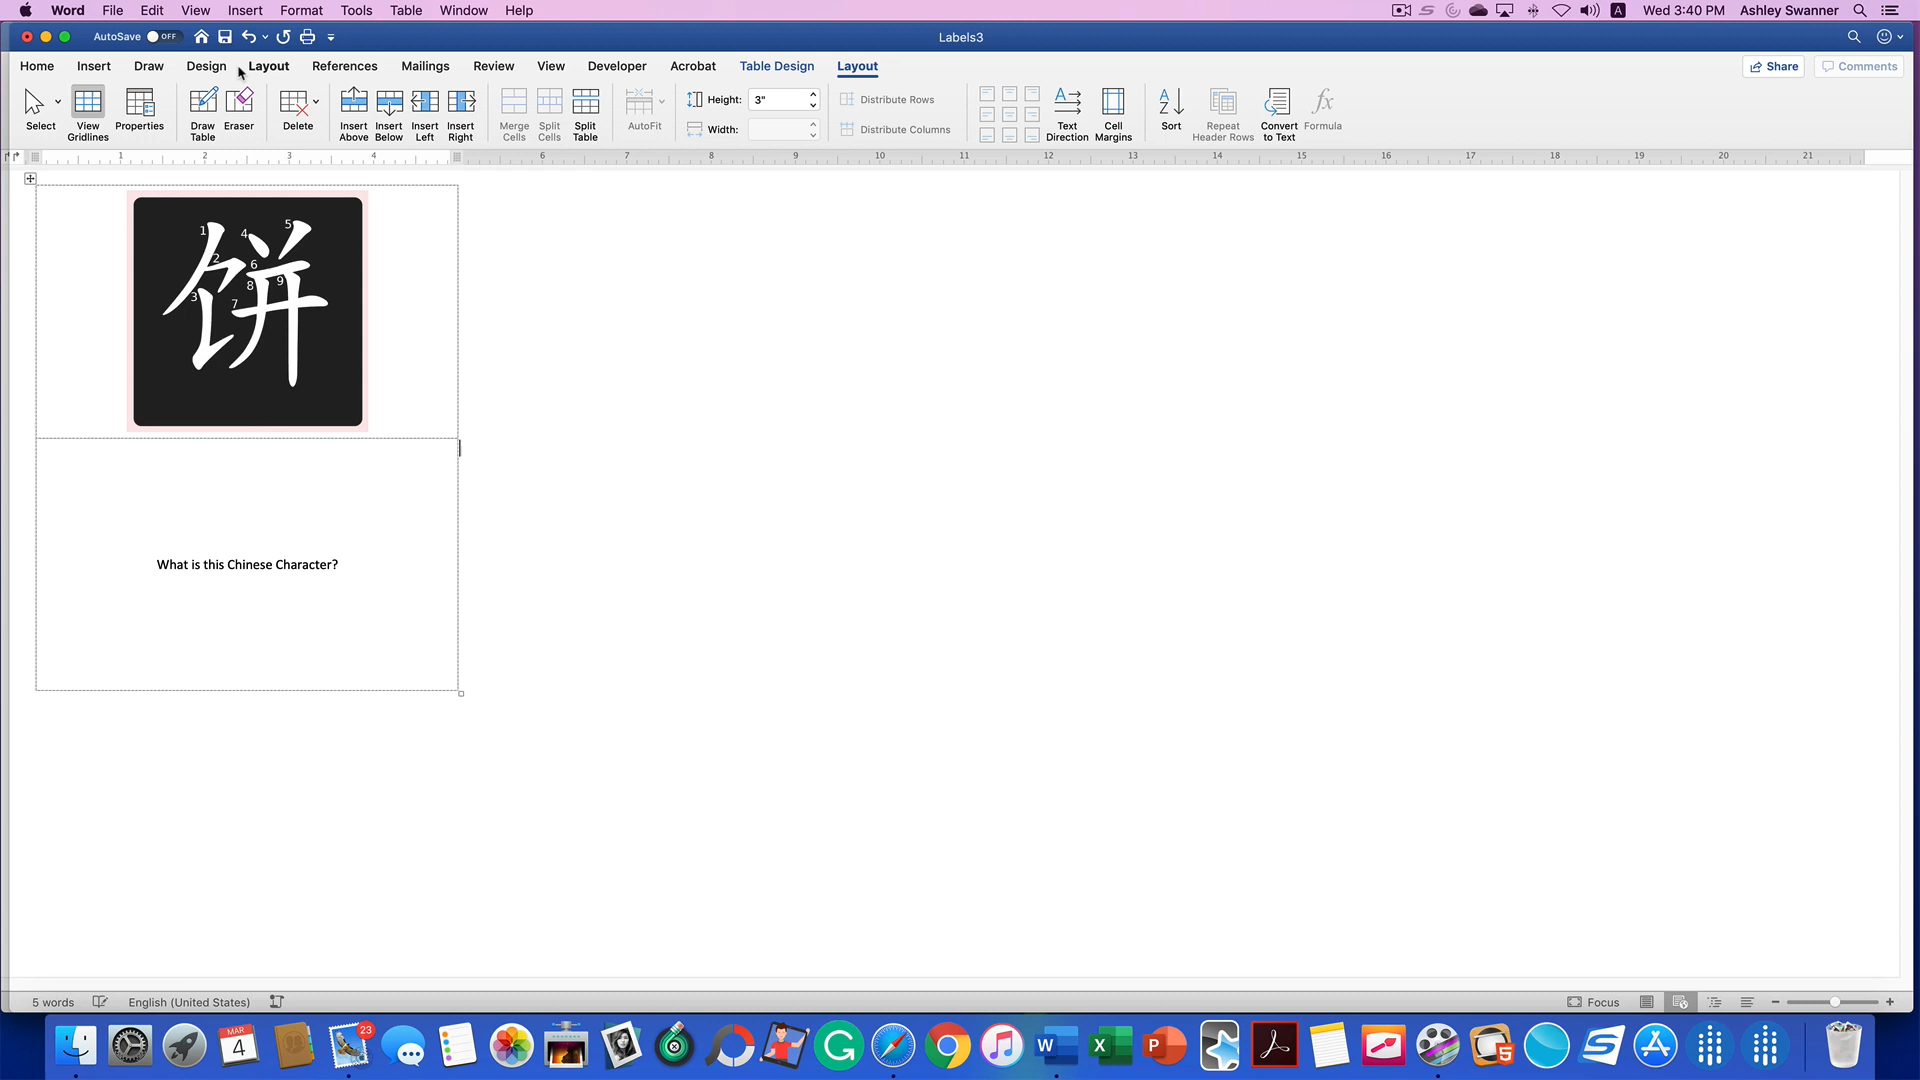 Word File Edit View Insert Format Tools Table Window Help
A Wed 3:40 PM Ashley Swanner
AutoSave OFF Labels3
Home Insert Draw Design Layout References Mailings Review View Developer Acrobat Table Design Layout Share Comments
Select View Gridlines Properties Draw Table Eraser Delete Insert Above Insert Below Insert Left Insert Right Merge Cells Split Cells Split Table AutoFit
Height: 3" Distribute Rows
Width: Distribute Columns
Text Direction Cell Margins Sort Repeat Header Rows Convert to Text Formula
1 2 3 4 6 7 8 9 10 11 12 13 14 15 16 17 18 19 20 21
饼
1 2 3 4 5 6 7 8 9
What is this Chinese Character?
5 words English (United States) Focus
MAR 4 23 W X P 5